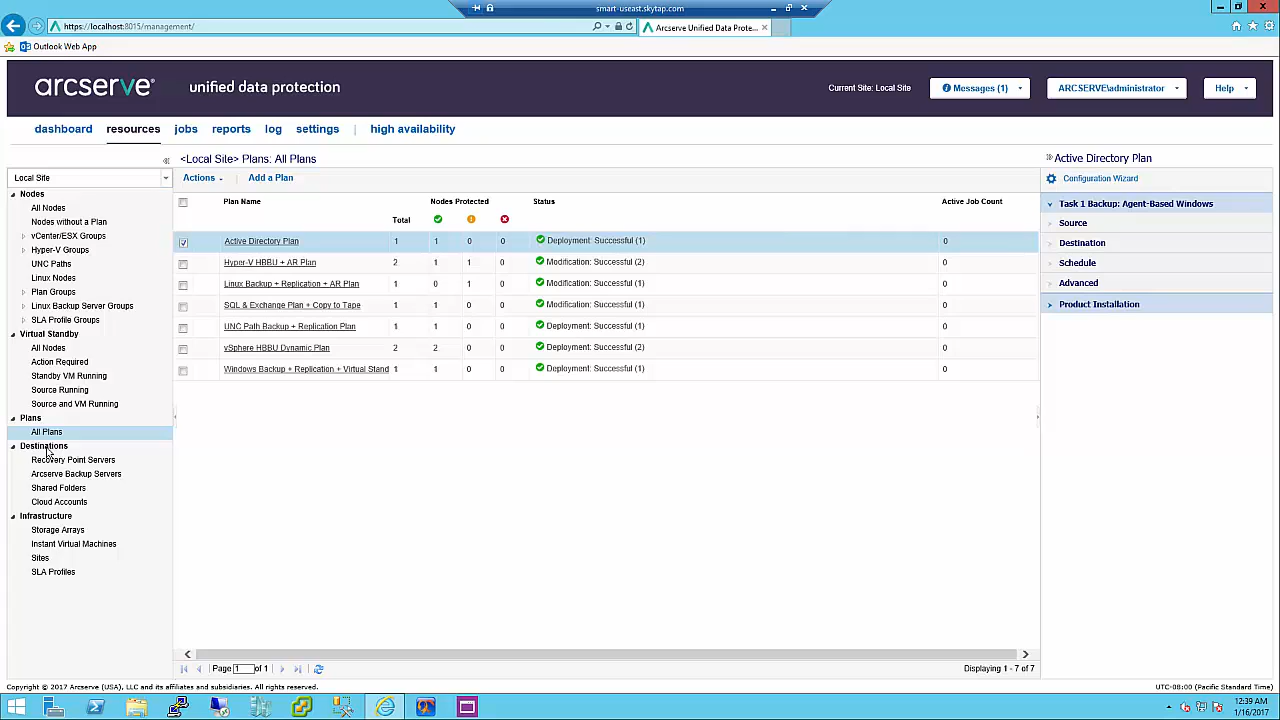 smart-useast.skytap.com
https://localhost:8015/management/
Arcserve Unified Data Prote...
Outlook Web App
arcserve®
unified data protection
Current Site: Local Site
Messages (1)
ARCSERVE\administrator
Help
dashboard
resources
jobs
reports
log
settings
high availability
Local Site
Nodes
All Nodes
Nodes without a Plan
vCenter/ESX Groups
Hyper-V Groups
UNC Paths
Linux Nodes
Plan Groups
Linux Backup Server Groups
SLA Profile Groups
Virtual Standby
All Nodes
Action Required
Standby VM Running
Source Running
Source and VM Running
Plans
All Plans
Destinations
Recovery Point Servers
Arcserve Backup Servers
Shared Folders
Cloud Accounts
Infrastructure
Storage Arrays
Instant Virtual Machines
Sites
SLA Profiles
<Local Site> Plans: All Plans
Actions
Add a Plan
Plan Name Nodes Protected Status Active Job Count
Total
Active Directory Plan 1 1 0 0 Deployment: Successful (1) 0
Hyper-V HBBU + AR Plan 2 1 1 0 Modification: Successful (2) 0
Linux Backup + Replication + AR Plan 1 0 1 0 Modification: Successful (1) 0
SQL & Exchange Plan + Copy to Tape 1 1 0 0 Modification: Successful (1) 0
UNC Path Backup + Replication Plan 1 1 0 0 Deployment: Successful (1) 0
vSphere HBBU Dynamic Plan 2 2 0 0 Deployment: Successful (2) 0
Windows Backup + Replication + Virtual Stand 1 1 0 0 Deployment: Successful (1) 0
Page 1 of 1
Displaying 1 - 7 of 7
Active Directory Plan
Configuration Wizard
Task 1 Backup: Agent-Based Windows
Source
Destination
Schedule
Advanced
Product Installation
Copyright © 2017 Arcserve (USA), LLC and its affiliates and subsidiaries. All rights reserved.
UTC-08:00 (Pacific Standard Time)
12:39 AM
1/16/2017